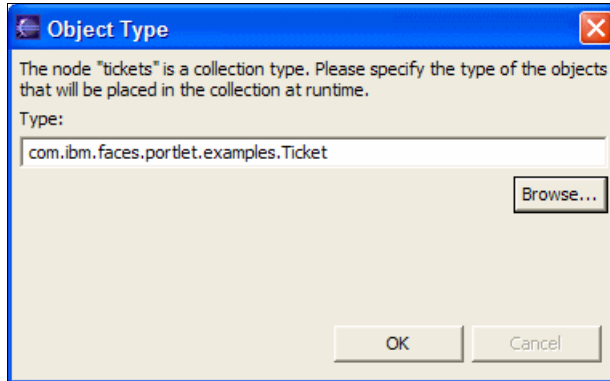 Object Type
The node "tickets" is a collection type. Please specify the type of the objects
that will be placed in the collection at runtime.
Type:
com.ibm.faces.portlet.examples.Ticket
Browse...
OK Cancel